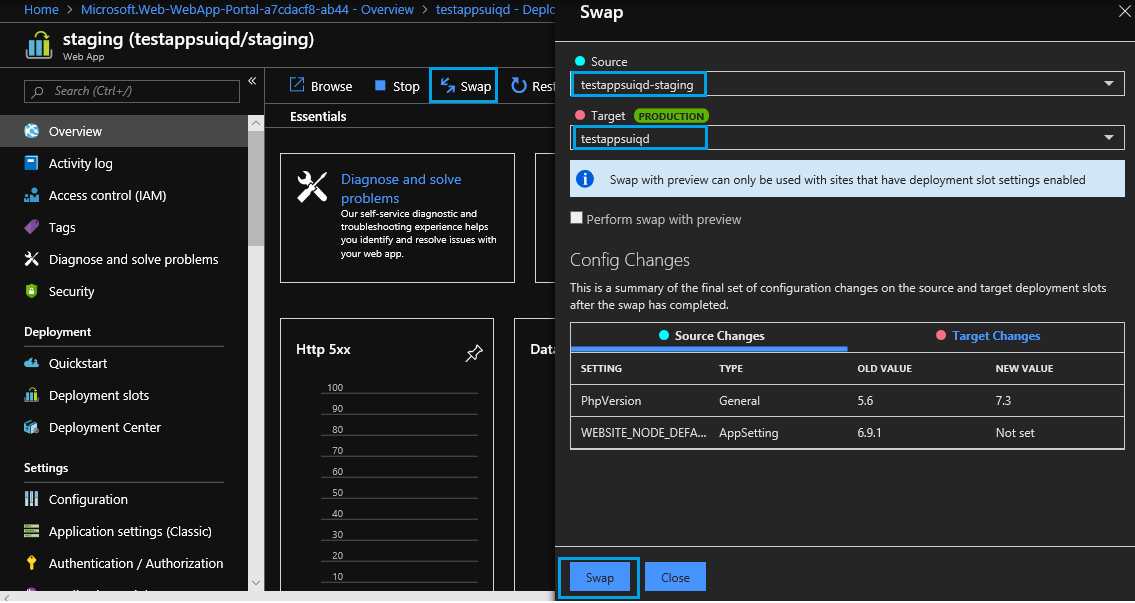 Home > Microsoft.Web-WebApp-Portal-a7cdacf8-ab44 - Overview > testappsuiqd - Deplo
staging (testappsuiqd/staging)
Web App
Search (Ctrl+/)
«
Overview
Activity log
Access control (IAM)
Tags
Diagnose and solve problems
Security
Deployment
Quickstart
Deployment slots
Deployment Center
Settings
Configuration
Application settings (Classic)
Authentication / Authorization
Browse Stop Swap Rest
Essentials
Diagnose and solve
problems
Our self-service diagnostic and
troubleshooting experience helps
you identify and resolve issues with
your web app.
Http 5xx
100
90
80
70
60
50
40
30
20
10
Data
Swap
Source
testappsuiqd-staging
Target PRODUCTION
testappsuiqd
Swap with preview can only be used with sites that have deployment slot settings enabled
Perform swap with preview
Config Changes
This is a summary of the final set of configuration changes on the source and target deployment slots
after the swap has completed.
Source Changes Target Changes
SETTING TYPE OLD VALUE NEW VALUE
PhpVersion General 5.6 7.3
WEBSITE_NODE_DEFA... AppSetting 6.9.1 Not set
Swap Close